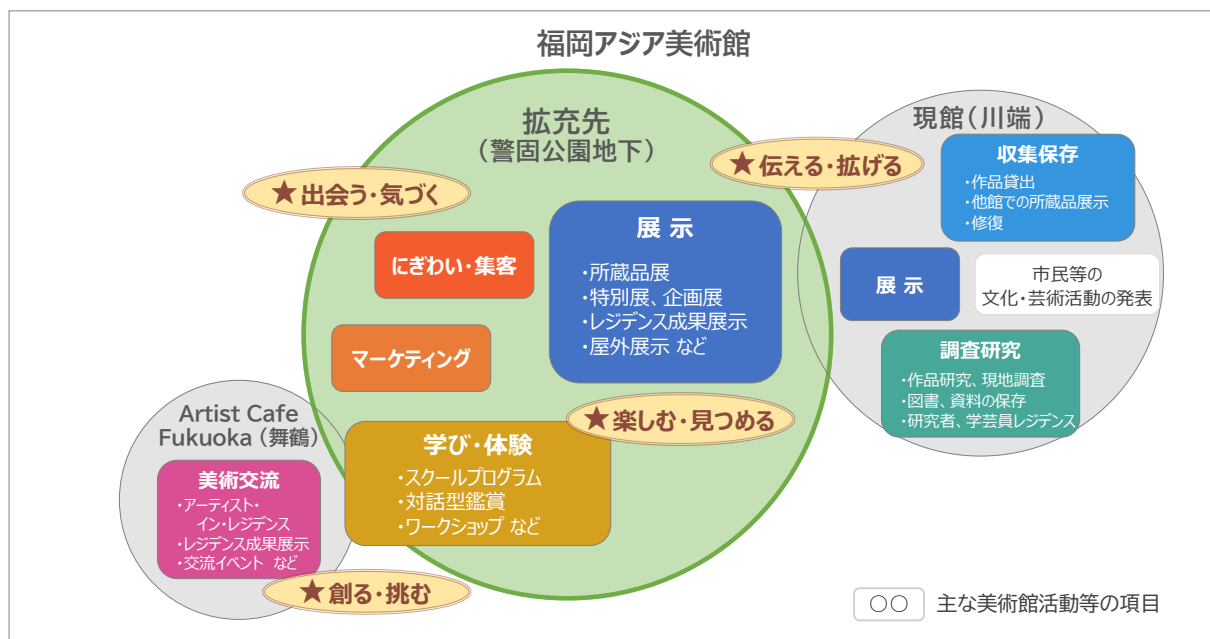 福岡アジア美術館
拡充先
（警固公園地下）
★出会う・気づく
★伝える・拡げる
にぎわい・集客
マーケティング
展 示
・所蔵品展
・特別展、企画展
・レジデンス成果展示
・屋外展示 など
★楽しむ・見つめる
学び・体験
・スクールプログラム
・対話型鑑賞
・ワークショップ など
現館（川端）
収集保存
・作品貸出
・他館での所蔵品展示
・修復
展 示
市民等の
文化・芸術活動の発表
調査研究
・作品研究、現地調査
・図書、資料の保存
・研究者、学芸員レジデンス
Artist Cafe
Fukuoka（舞鶴）
美術交流
・アーティスト・
イン・レジデンス
・レジデンス成果展示
・交流イベント など
★創る・挑む
○○ 主な美術館活動等の項目